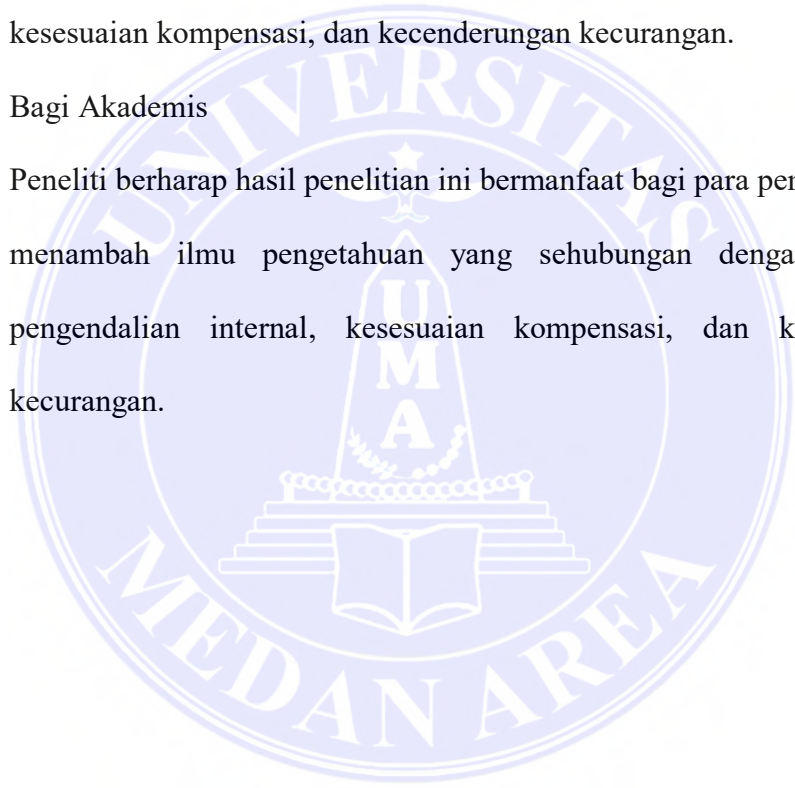 kesesuaian kompensasi, dan kecenderungan kecurangan.
Bagi Akademis
Peneliti berharap hasil penelitian ini bermanfaat bagi para
menambah ilmu pengetahuan yang sehubungan
pengendalian internal, kesesuaian kompensasi, dan
kecurangan.
UNIVERSITAS
UMA
MEDAN AREA